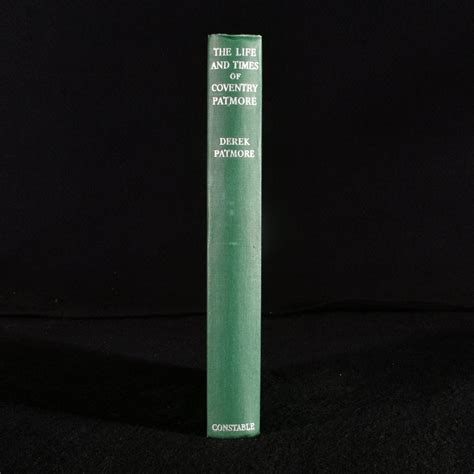 THE LIFE
AND TIMES
OF
COVENTRY
PATMORE
DEREK
PATMORE
CONSTABLE